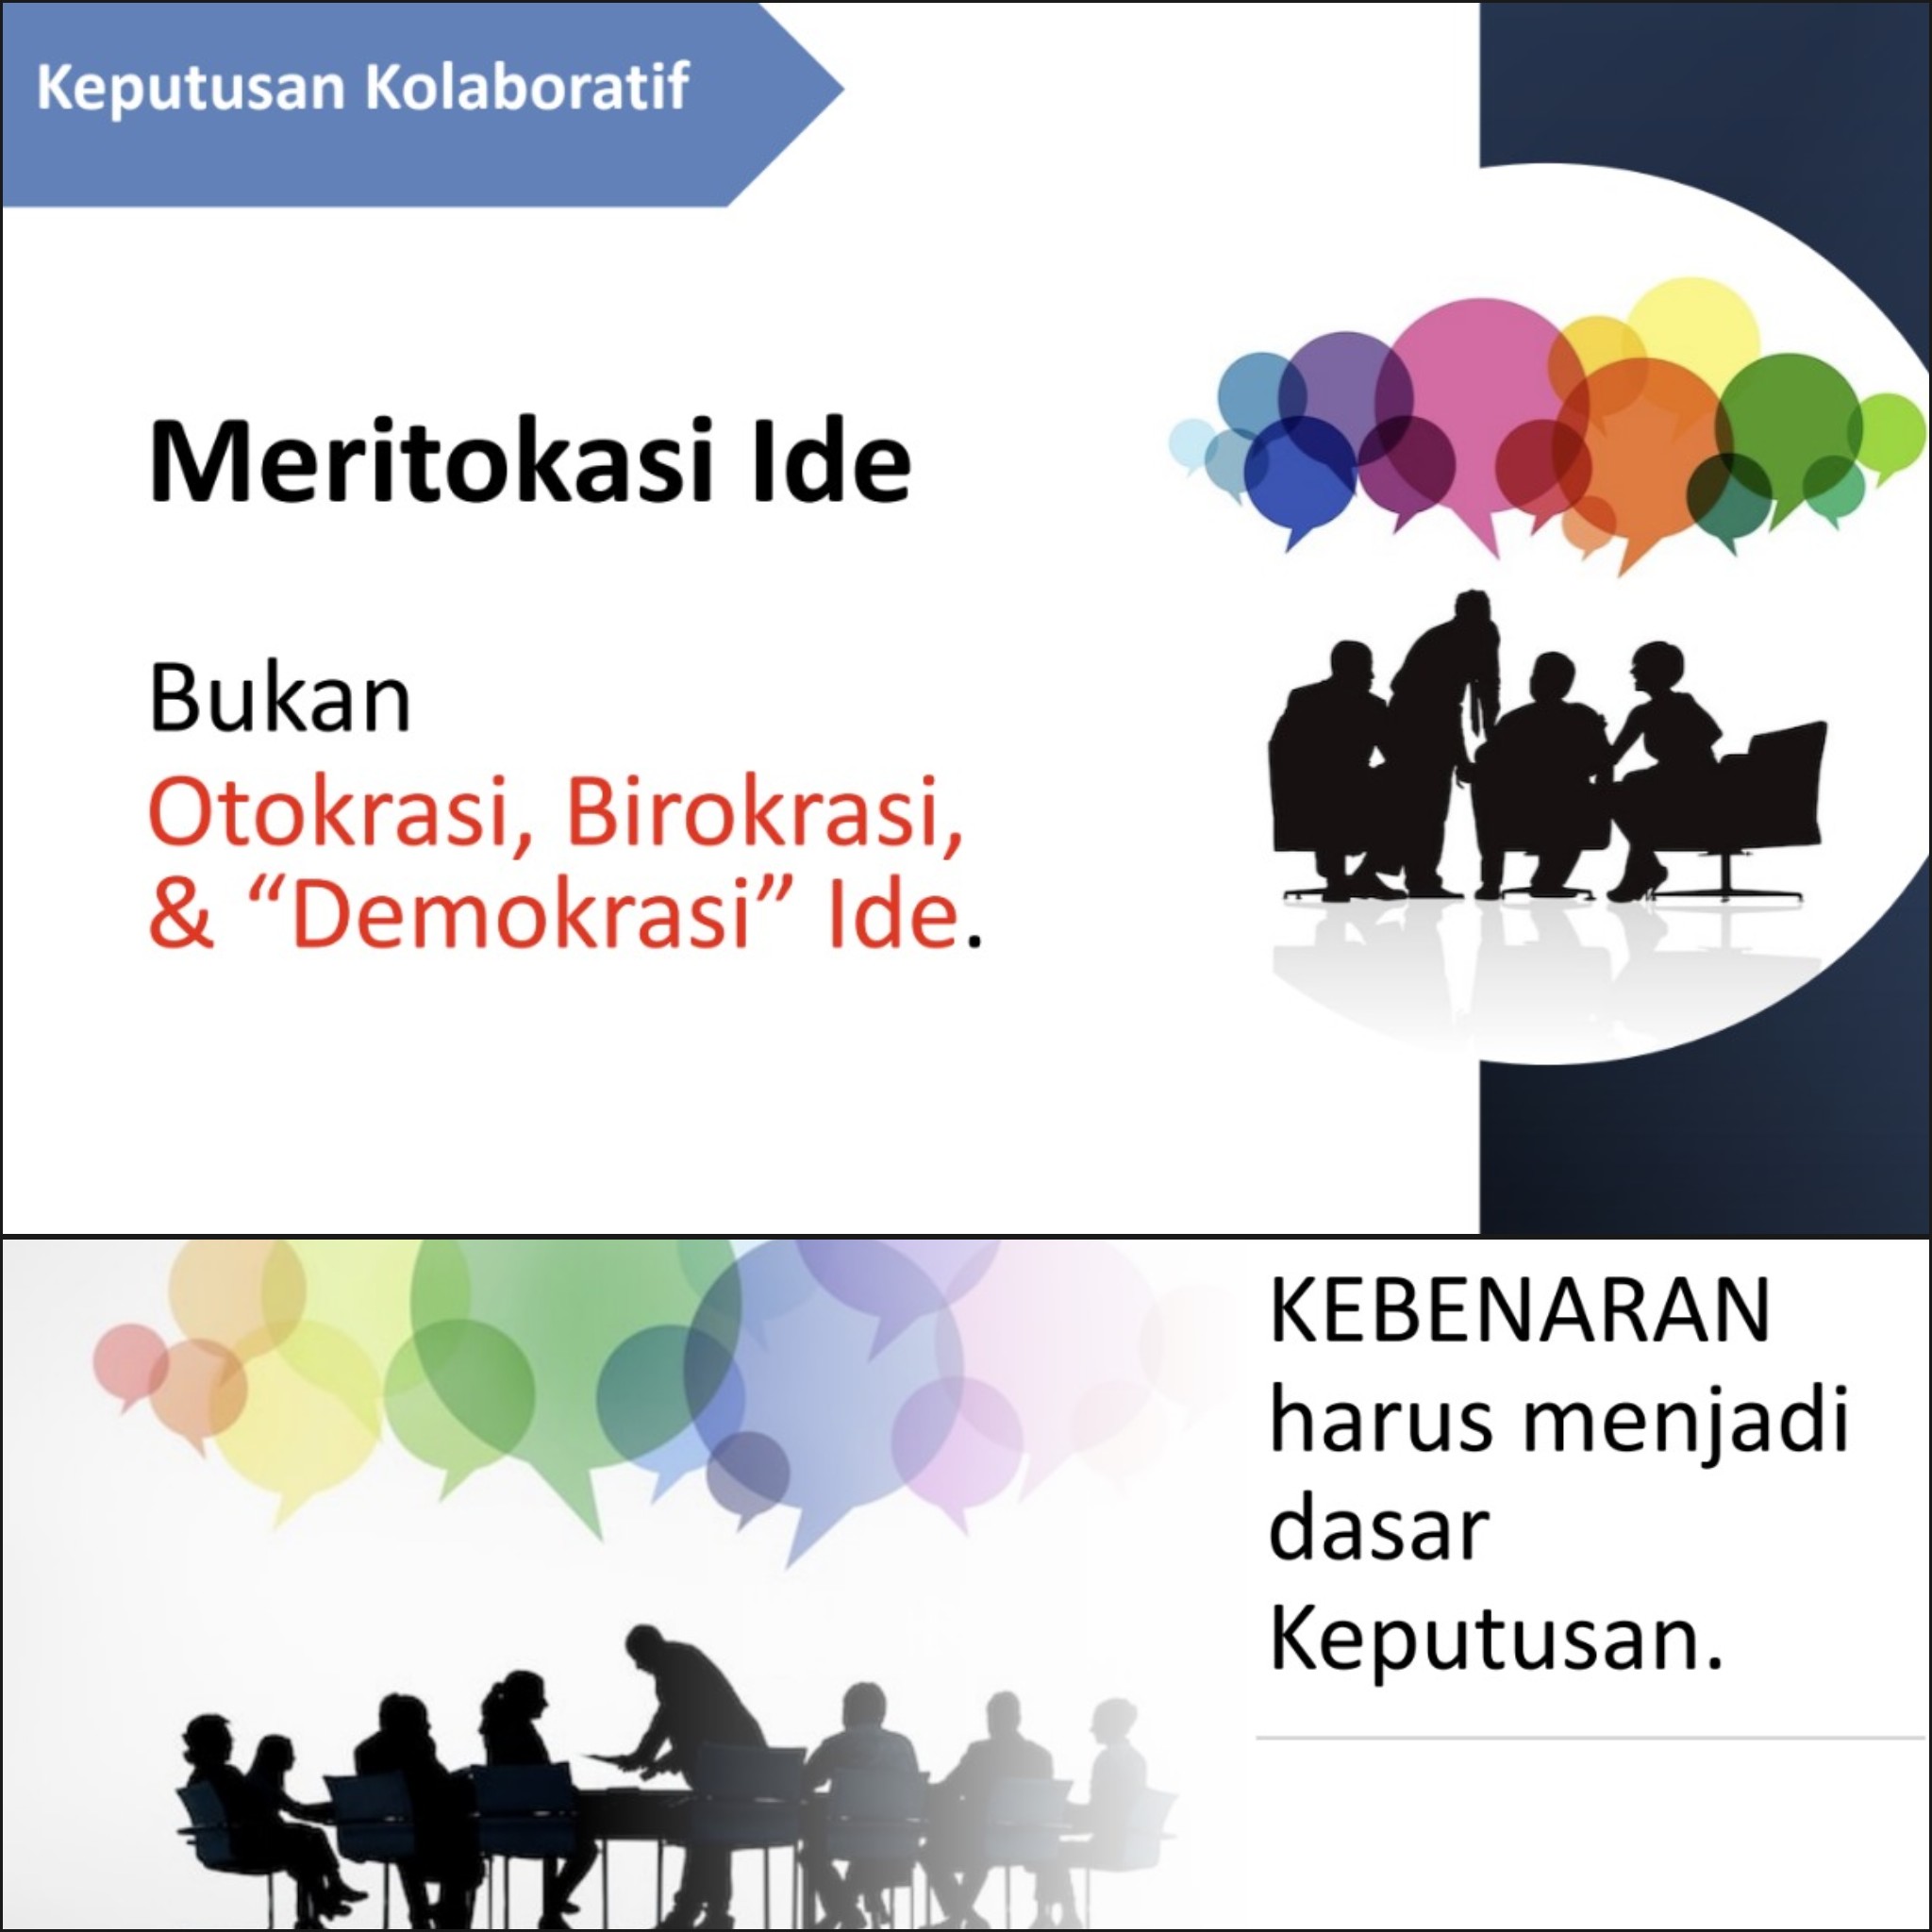 Keputusan Kolaboratif
Meritokasi Ide
Bukan
Otokrasi, Birokrasi,
& “Demokrasi” Ide.
KEBENARAN
harus menjadi
dasar
Keputusan.